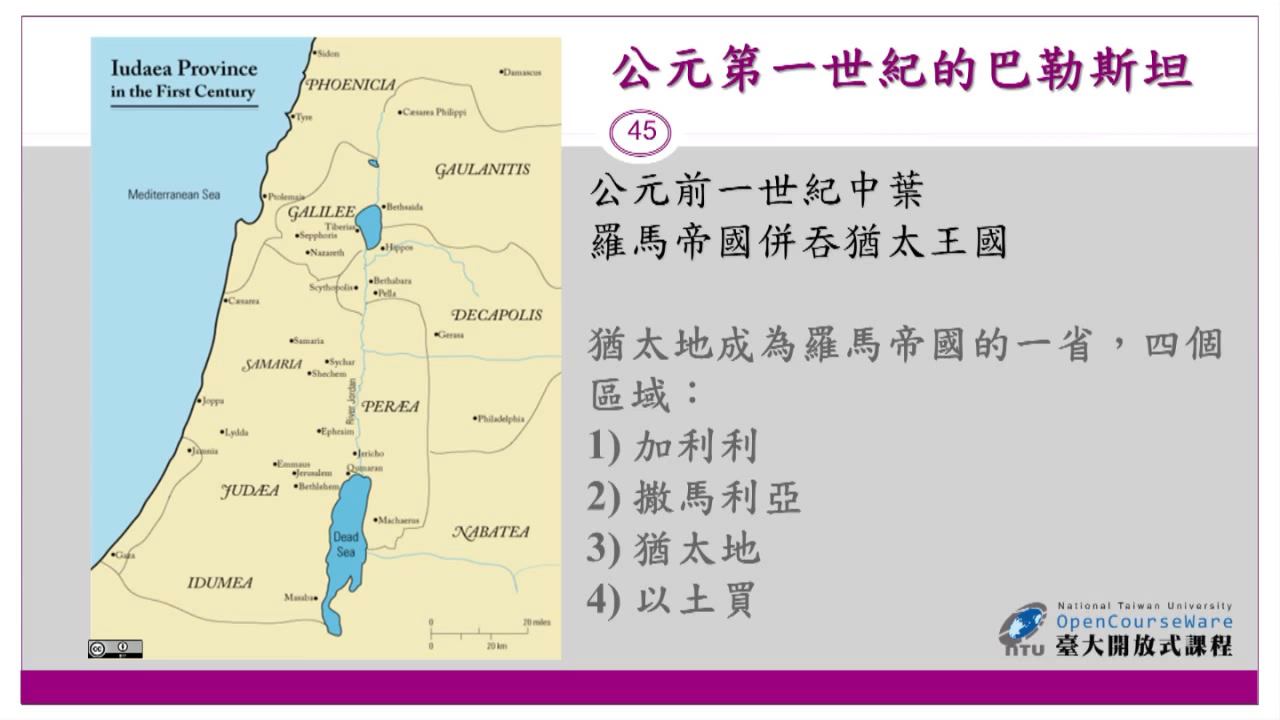 公元第一世紀的巴勒斯坦
45
公元前一世紀中葉
羅馬帝國併吞猶太王國
猶太地成為羅馬帝國的一省，四個
區域：
1) 加利利
2) 撒馬利亞
3) 猶太地
4) 以土買
Iudaea Province
in the First Century
Sidon
PHOENICIA
Damascus
Cæsarea Philippi
Tyre
GAULANITIS
Mediterranean Sea
Ptolemais
GALILEE
Bethsaida
Tiberias
Sepphoris
Hippos
Nazareth
Bethabara
Scythopolis
Pella
Cæsarea
DECAPOLIS
Gerasa
Samaria
SAMARIA
Sychar
Shechem
River Jordan
Joppa
PERÆA
Philadelphia
Lydda
Ephraim
Jamnia
Jericho
Emmaus
Qumaran
Jerusalem
JUDÆA
Bethlehem
Machaerus
NABATEA
Dead
Sea
Gaza
IDUMEA
Masaba
0 20 miles
0 20 km
National Taiwan University
OpenCourseWare
NTU 臺大開放式課程